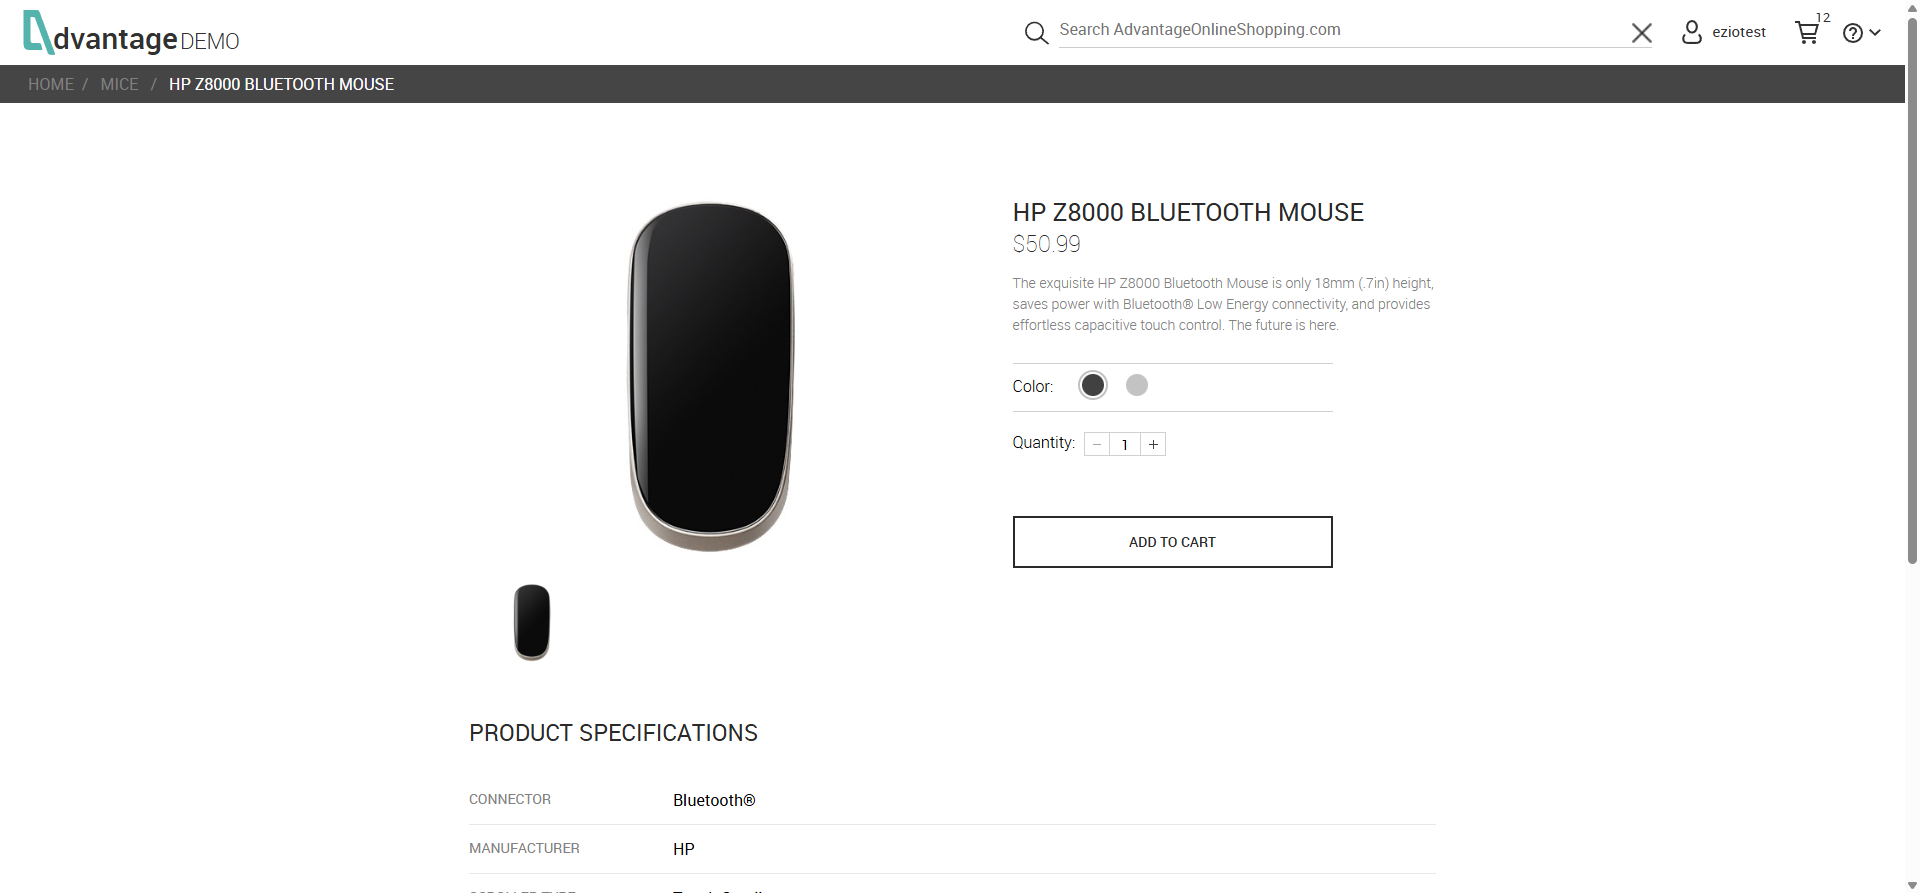 dvantage DEMO
Search AdvantageOnlineShopping.com
eziotest
12
HOME / MICE / HP Z8000 BLUETOOTH MOUSE
HP Z8000 BLUETOOTH MOUSE
$50.99
The exquisite HP Z8000 Bluetooth Mouse is only 18mm (.7in) height,
saves power with Bluetooth® Low Energy connectivity, and provides
effortless capacitive touch control. The future is here.
Color:
Quantity: − 1 +
ADD TO CART
PRODUCT SPECIFICATIONS
CONNECTOR Bluetooth®
MANUFACTURER HP